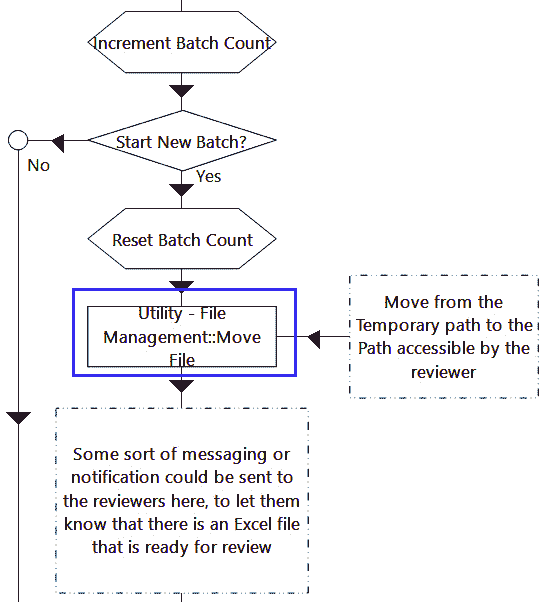 Increment Batch Count
Start New Batch?
No
Yes
Reset Batch Count
Utility - File
Management::Move
File
Move from the
Temporary path to the
Path accessible by the
reviewer
Some sort of messaging or
notification could be sent to
the reviewers here, to let them
know that there is an Excel file
that is ready for review